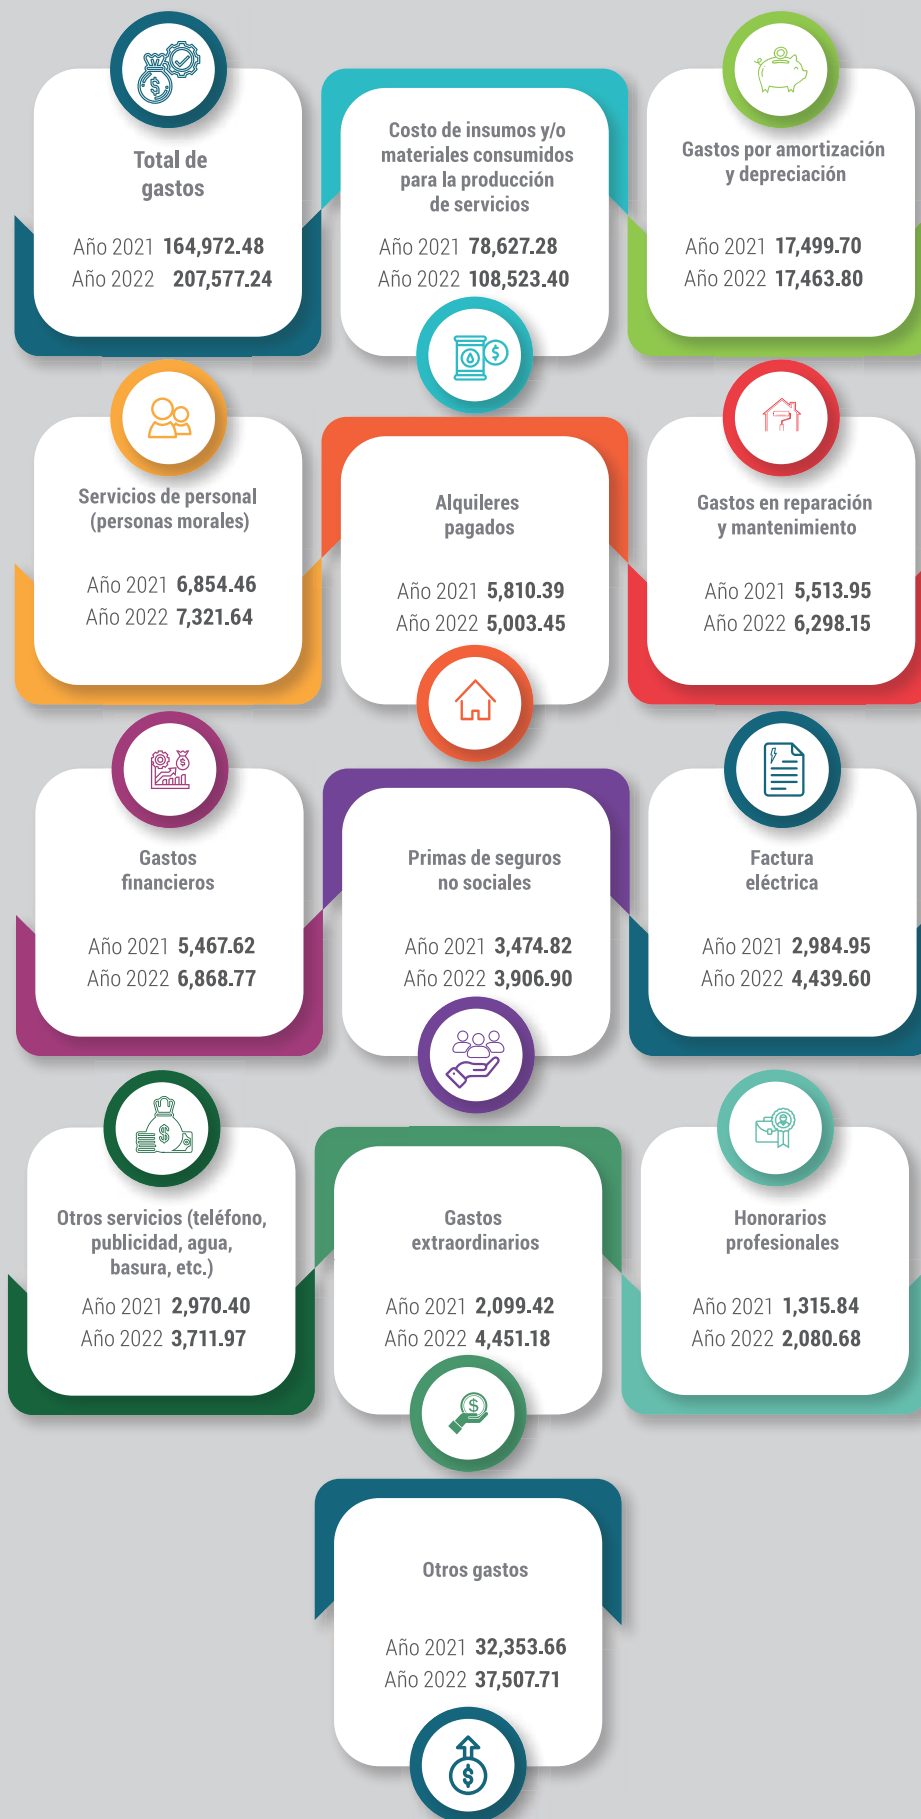 Total de
gastos
Año 2021 164,972.48
Año 2022 207,577.24
Costo de insumos y/o
materiales consumidos
para la producción
de servicios
Año 2021 78,627.28
Año 2022 108,523.40
Gastos por amortización
y depreciación
Año 2021 17,499.70
Año 2022 17,463.80
Servicios de personal
(personas morales)
Año 2021 6,854.46
Año 2022 7,321.64
Alquileres
pagados
Año 2021 5,810.39
Año 2022 5,003.45
Gastos en reparación
y mantenimiento
Año 2021 5,513.95
Año 2022 6,298.15
Gastos
financieros
Año 2021 5,467.62
Año 2022 6,868.77
Primas de seguros
no sociales
Año 2021 3,474.82
Año 2022 3,906.90
Factura
eléctrica
Año 2021 2,984.95
Año 2022 4,439.60
Otros servicios (teléfono,
publicidad, agua,
basura, etc.)
Año 2021 2,970.40
Año 2022 3,711.97
Gastos
extraordinarios
Año 2021 2,099.42
Año 2022 4,451.18
Honorarios
profesionales
Año 2021 1,315.84
Año 2022 2,080.68
Otros gastos
Año 2021 32,353.66
Año 2022 37,507.71